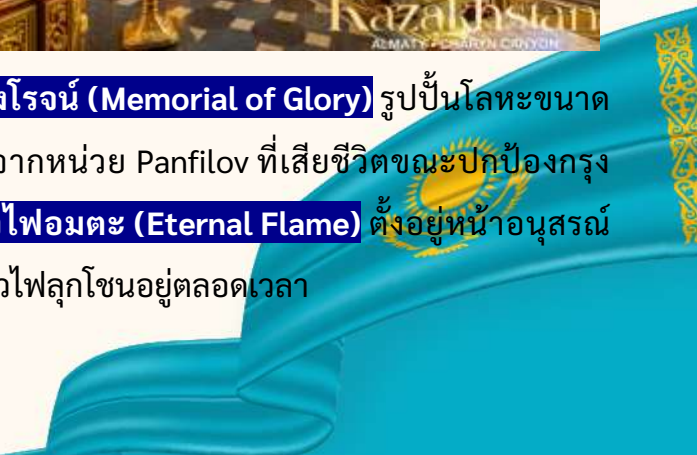 Kazakhstan
ALMATY - CHARYN CANYON
งโรจน์ (Memorial of Glory) รูปปั้นโลหะขนาด
จากหน่วย Panfilov ที่เสียชีวิตขณะปกป้องกรุง
ไฟอมตะ (Eternal Flame) ตั้งอยู่หน้าอนุสรณ์
วไฟลุกโชนอยู่ตลอดเวลา